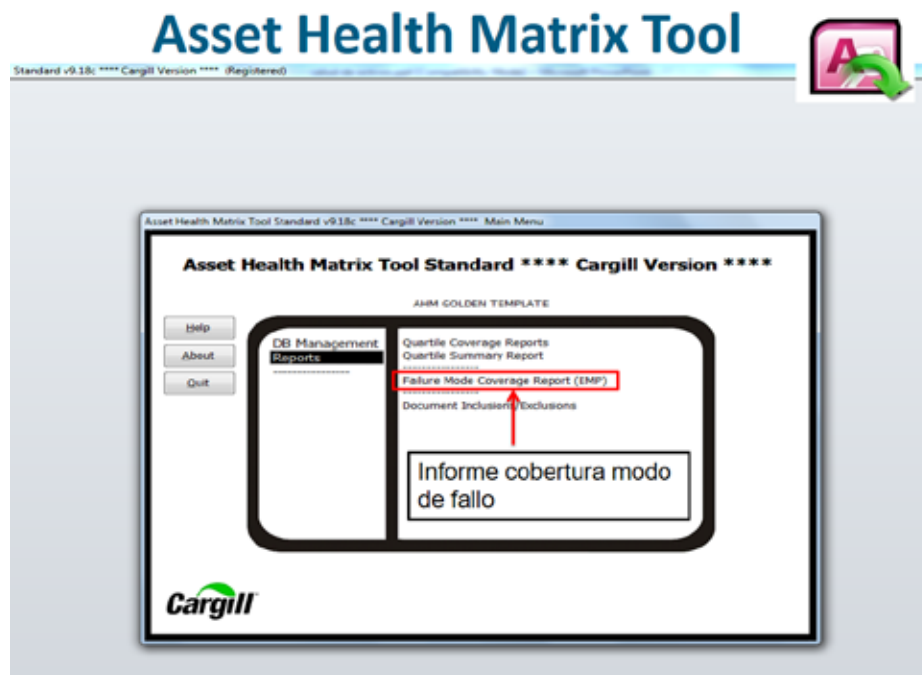 Asset Health Matrix Tool
Standard v9.18c **** Cargill Version **** (Registered)
Asset Health Matrix Tool Standard v9.18c **** Cargill Version **** Main Menu
Asset Health Matrix Tool Standard **** Cargill Version ****
AHM GOLDEN TEMPLATE
Help
About
Quit
DB Management
Reports
--------------
Quartile Coverage Reports
Quartile Summary Report
--------------
Failure Mode Coverage Report (EMP)
--------------
Document Inclusions/Exclusions
Informe cobertura modo
de fallo
Cargill